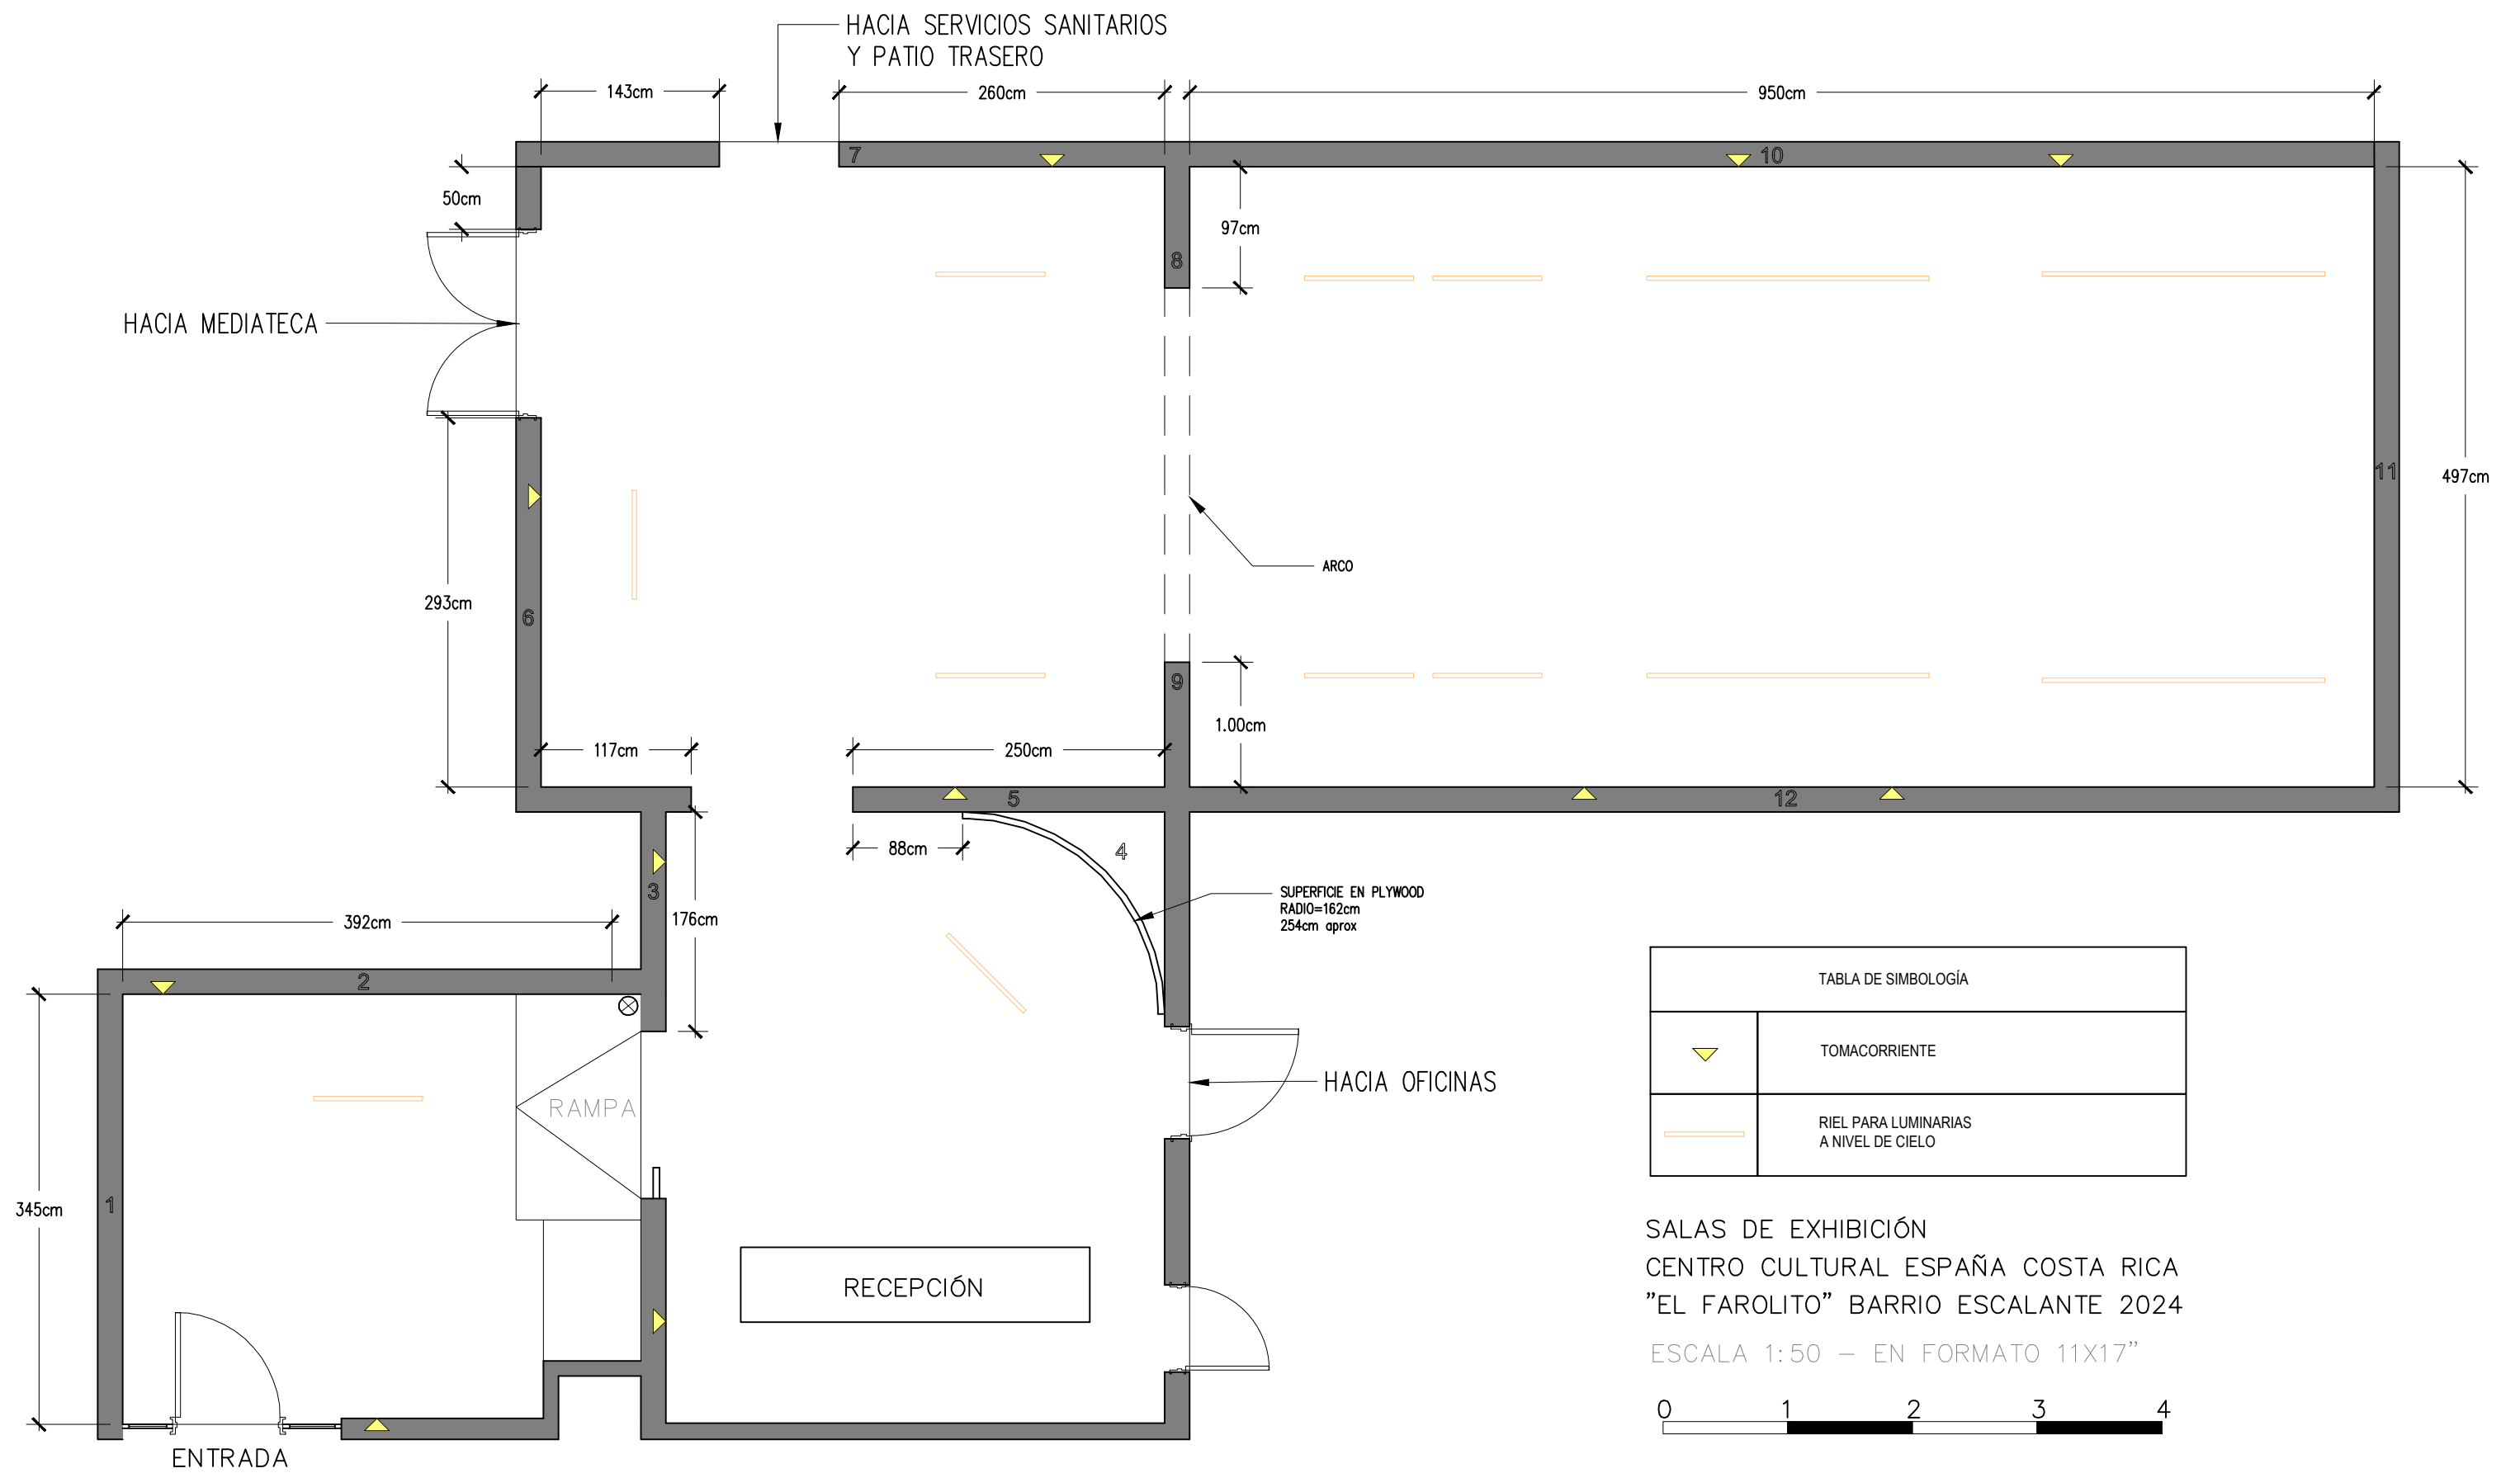 HACIA SERVICIOS SANITARIOS
Y PATIO TRASERO
143cm
260cm
950cm
7
10
50cm
97cm
8
HACIA MEDIATECA
11
497cm
ARCO
293cm
6
9
1.00cm
117cm
250cm
5
12
88cm
4
3
SUPERFICIE EN PLYWOOD
RADIO=162cm
254cm aprox
176cm
392cm
2
TABLA DE SIMBOLOGÍA
TOMACORRIENTE
RIEL PARA LUMINARIAS
A NIVEL DE CIELO
HACIA OFICINAS
RAMPA
1
345cm
RECEPCIÓN
ENTRADA
SALAS DE EXHIBICIÓN
CENTRO CULTURAL ESPAÑA COSTA RICA
"EL FAROLITO" BARRIO ESCALANTE 2024
ESCALA 1:50 – EN FORMATO 11X17"
0 1 2 3 4